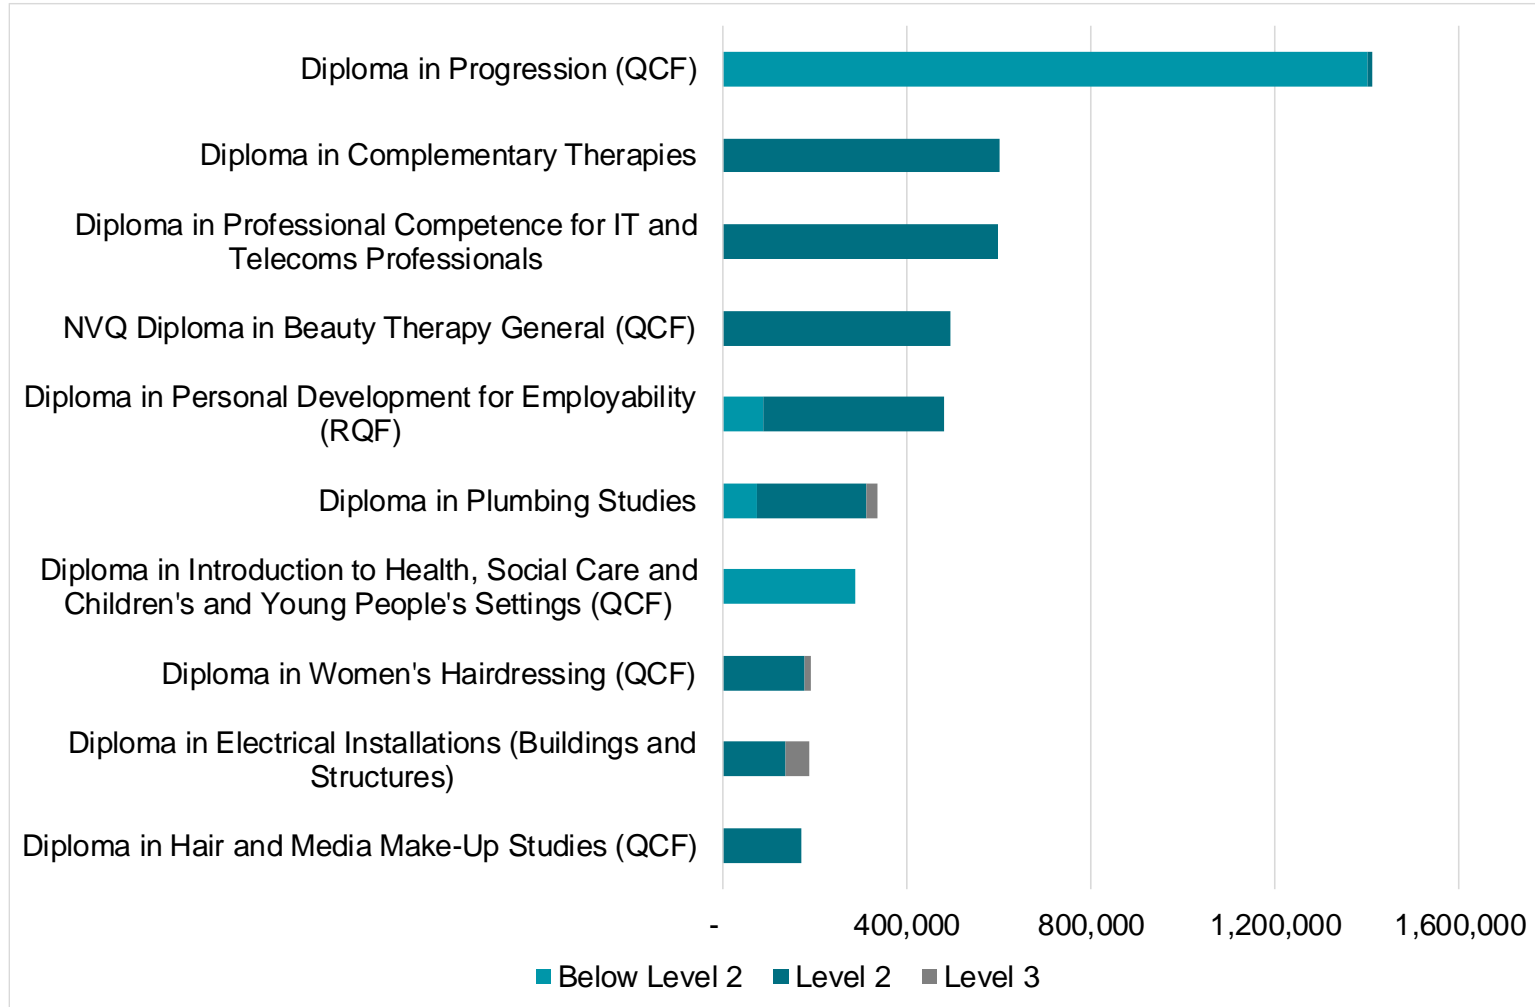 Diploma in Progression (QCF)
Diploma in Complementary Therapies
Diploma in Professional Competence for IT and
Telecoms Professionals
NVQ Diploma in Beauty Therapy General (QCF)
Diploma in Personal Development for Employability
(RQF)
Diploma in Plumbing Studies
Diploma in Introduction to Health, Social Care and
Children's and Young People's Settings (QCF)
Diploma in Women's Hairdressing (QCF)
Diploma in Electrical Installations (Buildings and
Structures)
Diploma in Hair and Media Make-Up Studies (QCF)
- 400,000 800,000 1,200,000 1,600,000
Below Level 2 Level 2 Level 3